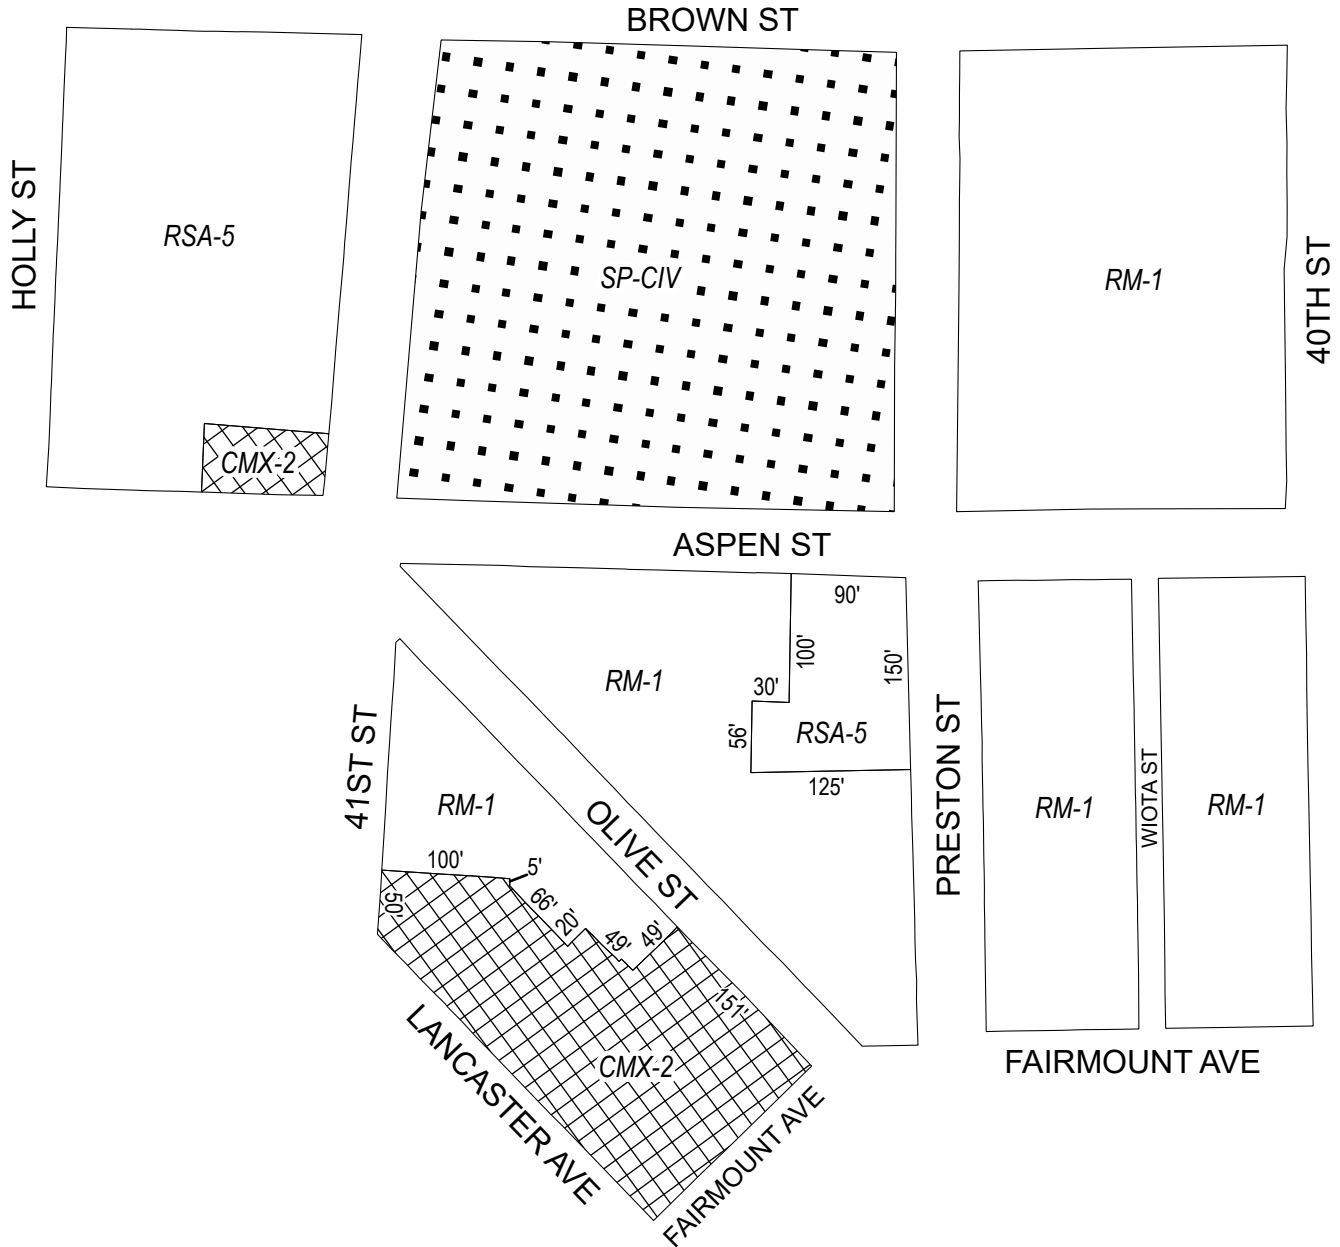 BROWN ST
HOLLY ST
RSA-5
SP-CIV
RM-1
40TH ST
CMX-2
ASPEN ST
90'
100'
150'
RM-1
30'
56'
RSA-5
125'
41ST ST
RM-1
OLIVE ST
PRESTON ST
RM-1
WIOTA ST
RM-1
100'
5'
50'
66'
20'
49'
49'
151'
CMX-2
LANCASTER AVE
FAIRMOUNT AVE
FAIRMOUNT AVE